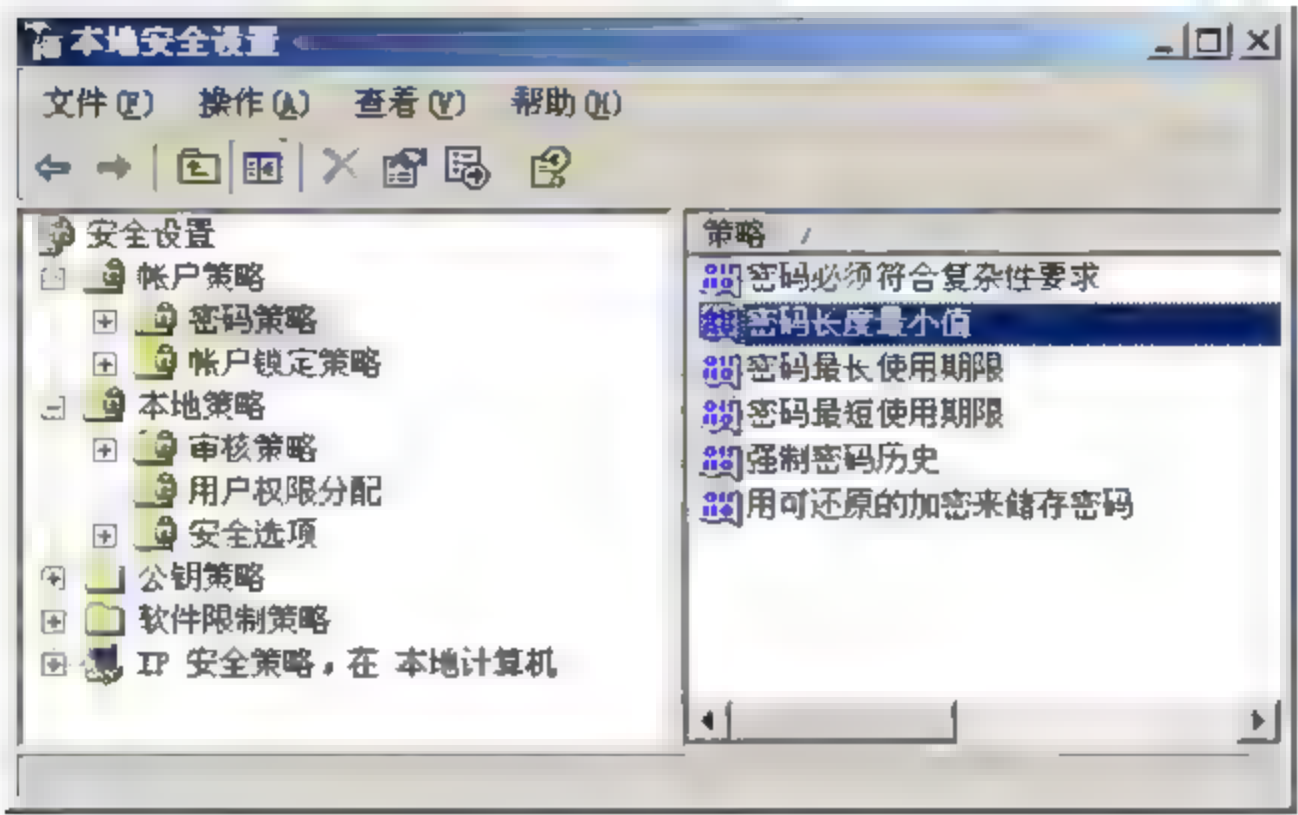 本地安全设置
文件(F) 操作(A) 查看(V) 帮助(H)
安全设置
帐户策略
密码策略
帐户锁定策略
本地策略
审核策略
用户权限分配
安全选项
公钥策略
软件限制策略
IP 安全策略，在 本地计算机
策略 /
密码必须符合复杂性要求
密码长度最小值
密码最长使用期限
密码最短使用期限
强制密码历史
用可还原的加密来储存密码